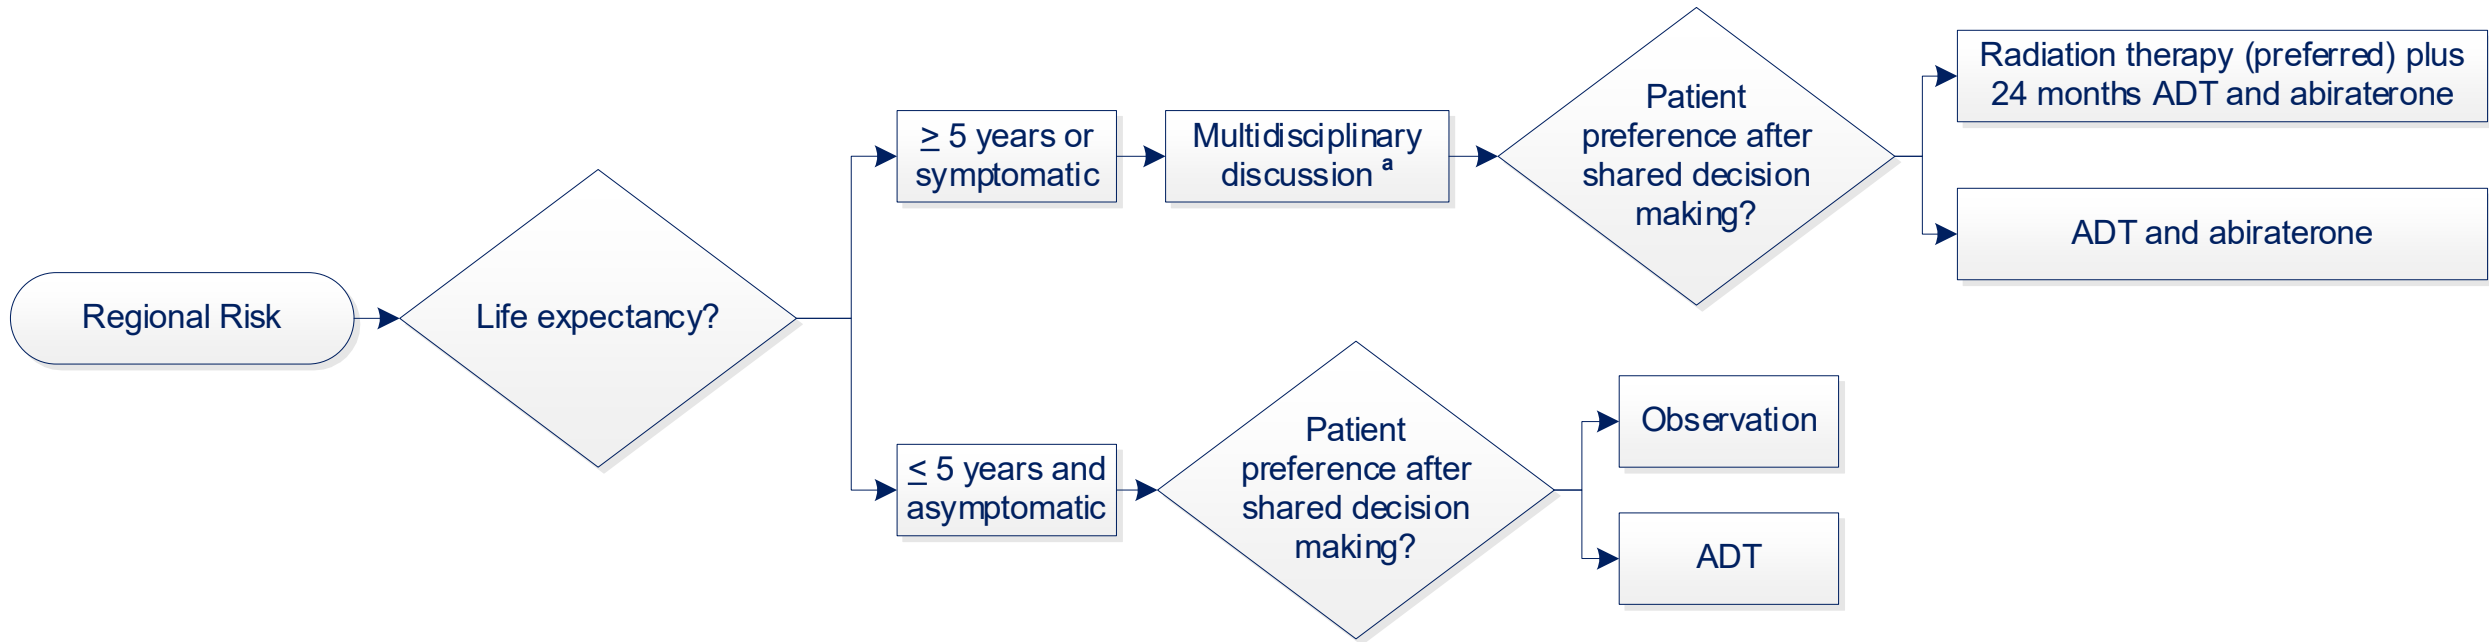 Regional Risk
Life expectancy?
≥ 5 years or
symptomatic
Multidisciplinary
discussion a
Patient
preference after
shared decision
making?
Radiation therapy (preferred) plus
24 months ADT and abiraterone
ADT and abiraterone
≤ 5 years and
asymptomatic
Patient
preference after
shared decision
making?
Observation
ADT